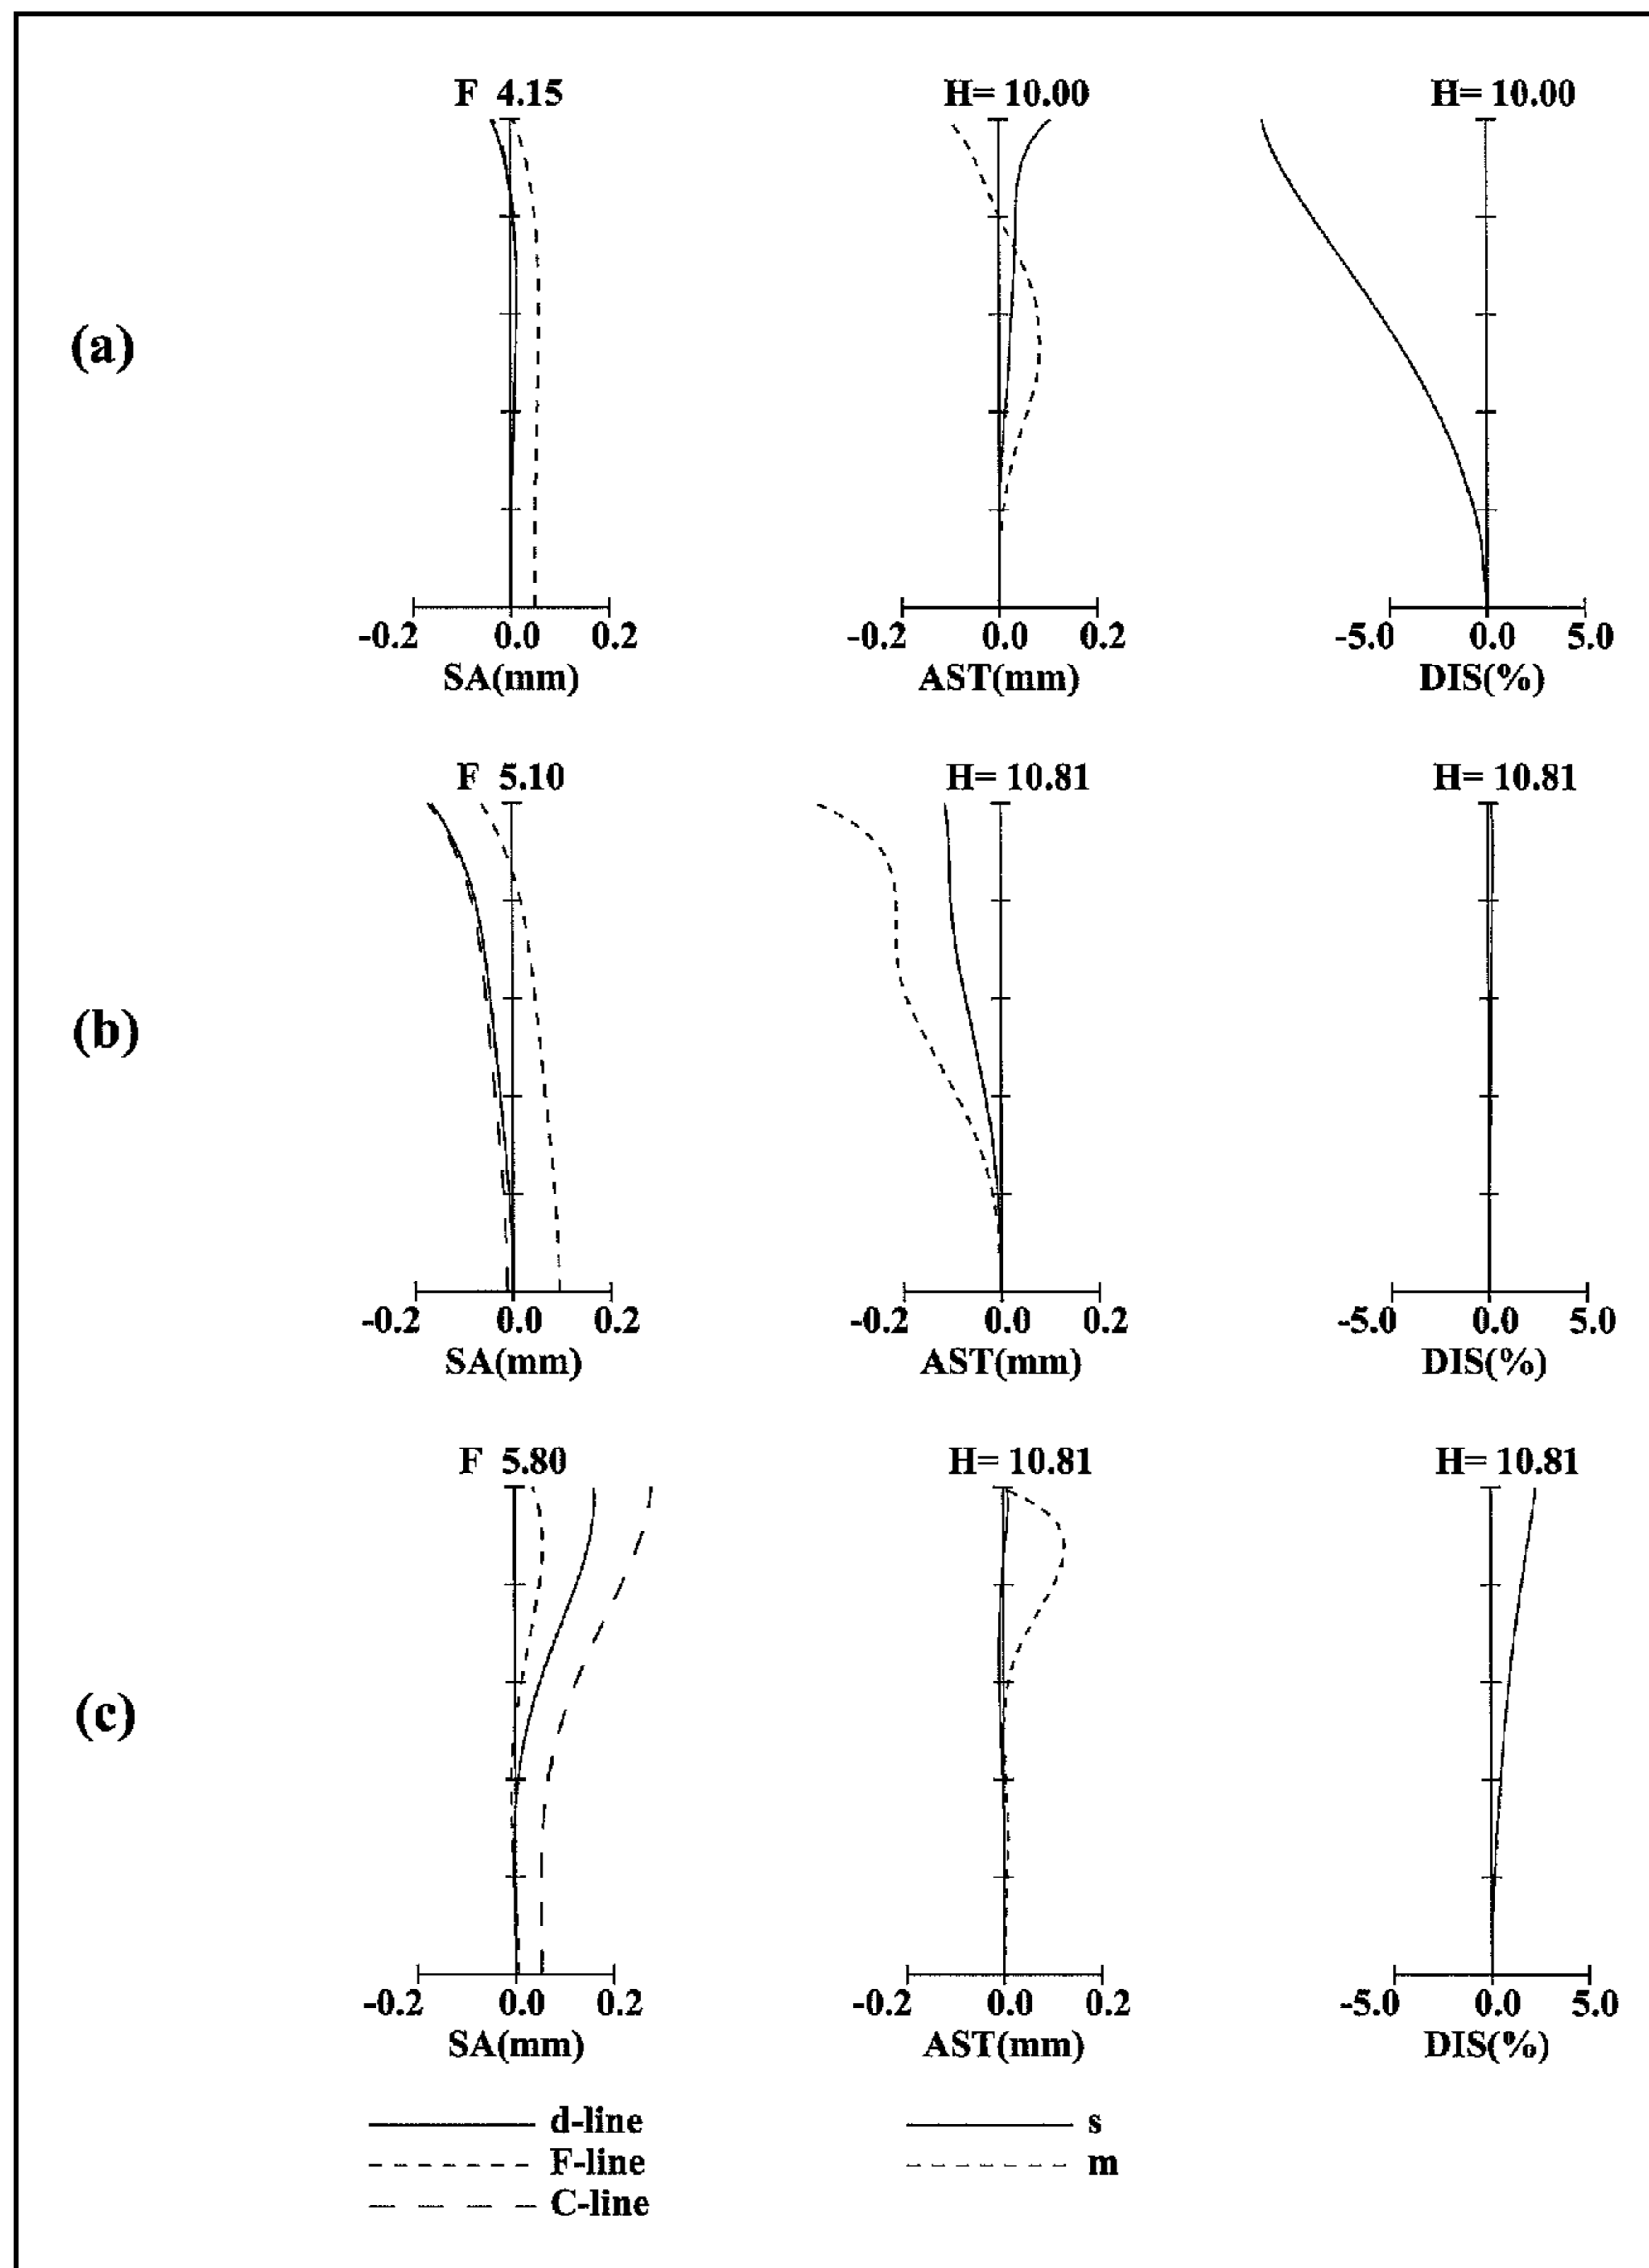 F 4.15 H= 10.00 H= 10.00
(a)
-0.2 0.0 0.2 -0.2 0.0 0.2 -5.0 0.0 5.0
SA(mm) AST(mm) DIS(%)
F 5.10 H= 10.81 H= 10.81
(b)
-0.2 0.0 0.2 -0.2 0.0 0.2 -5.0 0.0 5.0
SA(mm) AST(mm) DIS(%)
F 5.80 H= 10.81 H= 10.81
(c)
-0.2 0.0 0.2 -0.2 0.0 0.2 -5.0 0.0 5.0
SA(mm) AST(mm) DIS(%)
d-line s
F-line m
C-line